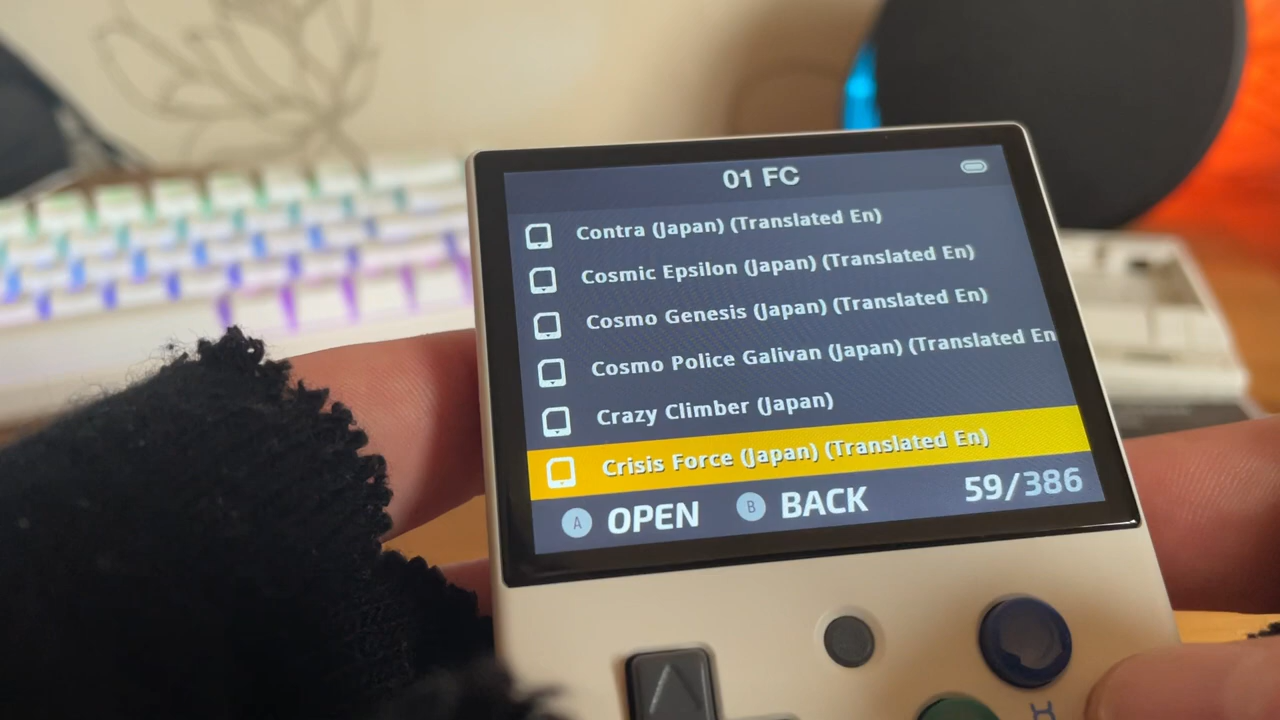 01 FC
Contra (Japan) (Translated En)
Cosmic Epsilon (Japan) (Translated En)
Cosmo Genesis (Japan) (Translated En)
Cosmo Police Galivan (Japan) (Translated En
Crazy Climber (Japan)
Crisis Force (Japan) (Translated En)
A OPEN B BACK 59/386